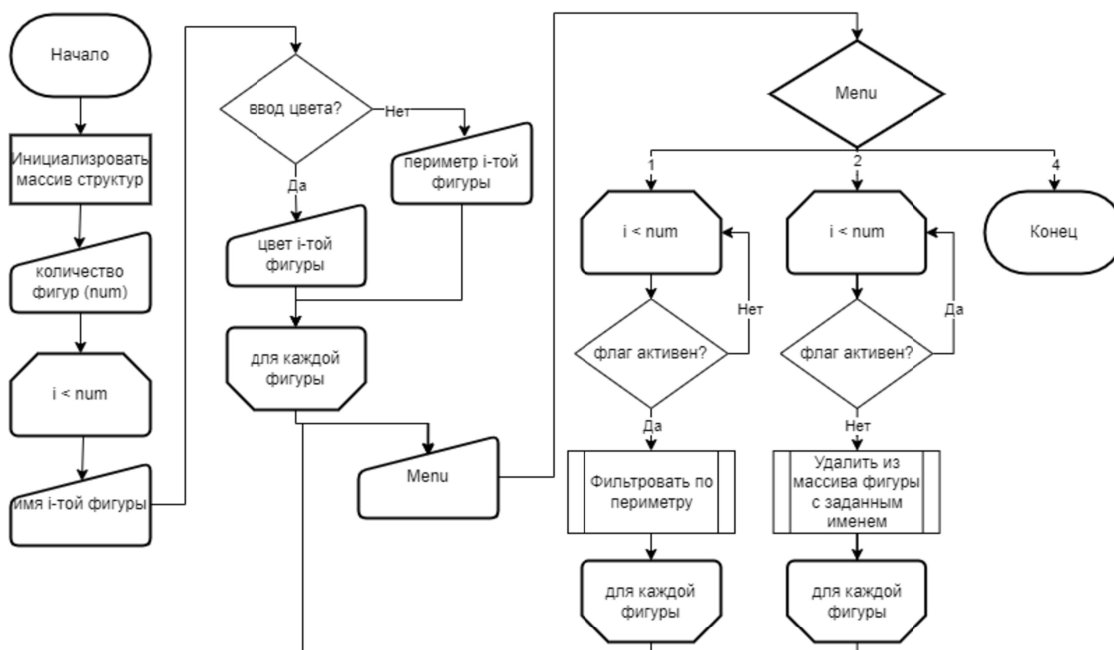 Начало
Инициализровать
массив структур
количество
фигур (num)
i < num
имя i-той фигуры
ввод цвета?
Нет
Да
периметр i-той
фигуры
цвет i-той
фигуры
для каждой
фигуры
Menu
Menu
1
2
4
i < num
i < num
Конец
флаг активен?
Нет
флаг активен?
Да
Да
Нет
Фильтровать по
периметру
Удалить из
массива фигуры
с заданным
именем
для каждой
фигуры
для каждой
фигуры